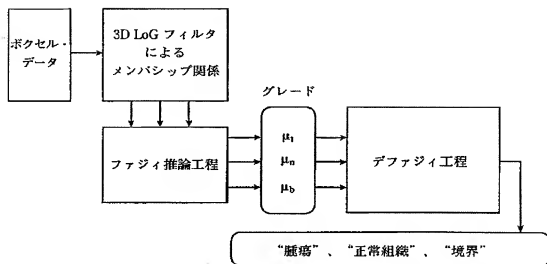 ボクセル・
データ
3D LoG フィルタ
による
メンバシップ関係
グレード
ファジィ推論工程
μt
μn
μb
デファジィ工程
“腫瘍”、“正常組織”、“境界”